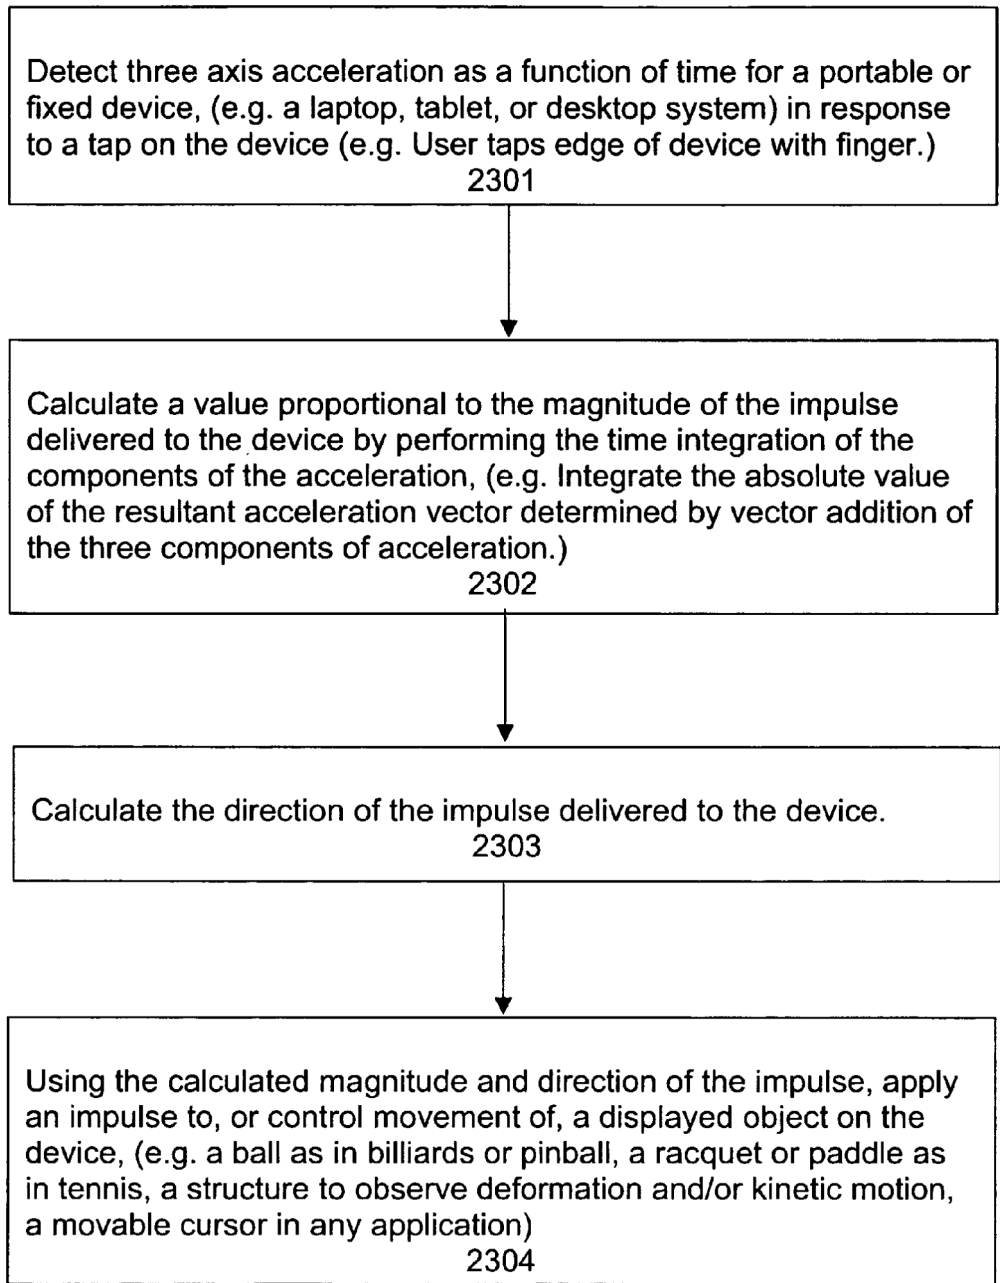 Detect three axis acceleration as a function of time for a portable or
fixed device, (e.g. a laptop, tablet, or desktop system) in response
to a tap on the device (e.g. User taps edge of device with finger.)
2301
Calculate a value proportional to the magnitude of the impulse
delivered to the device by performing the time integration of the
components of the acceleration, (e.g. Integrate the absolute value
of the resultant acceleration vector determined by vector addition of
the three components of acceleration.)
2302
Calculate the direction of the impulse delivered to the device.
2303
Using the calculated magnitude and direction of the impulse, apply
an impulse to, or control movement of, a displayed object on the
device, (e.g. a ball as in billiards or pinball, a racquet or paddle as
in tennis, a structure to observe deformation and/or kinetic motion,
a movable cursor in any application)
2304